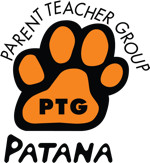 PARENT TEACHER GROUP
PTG
PATANA